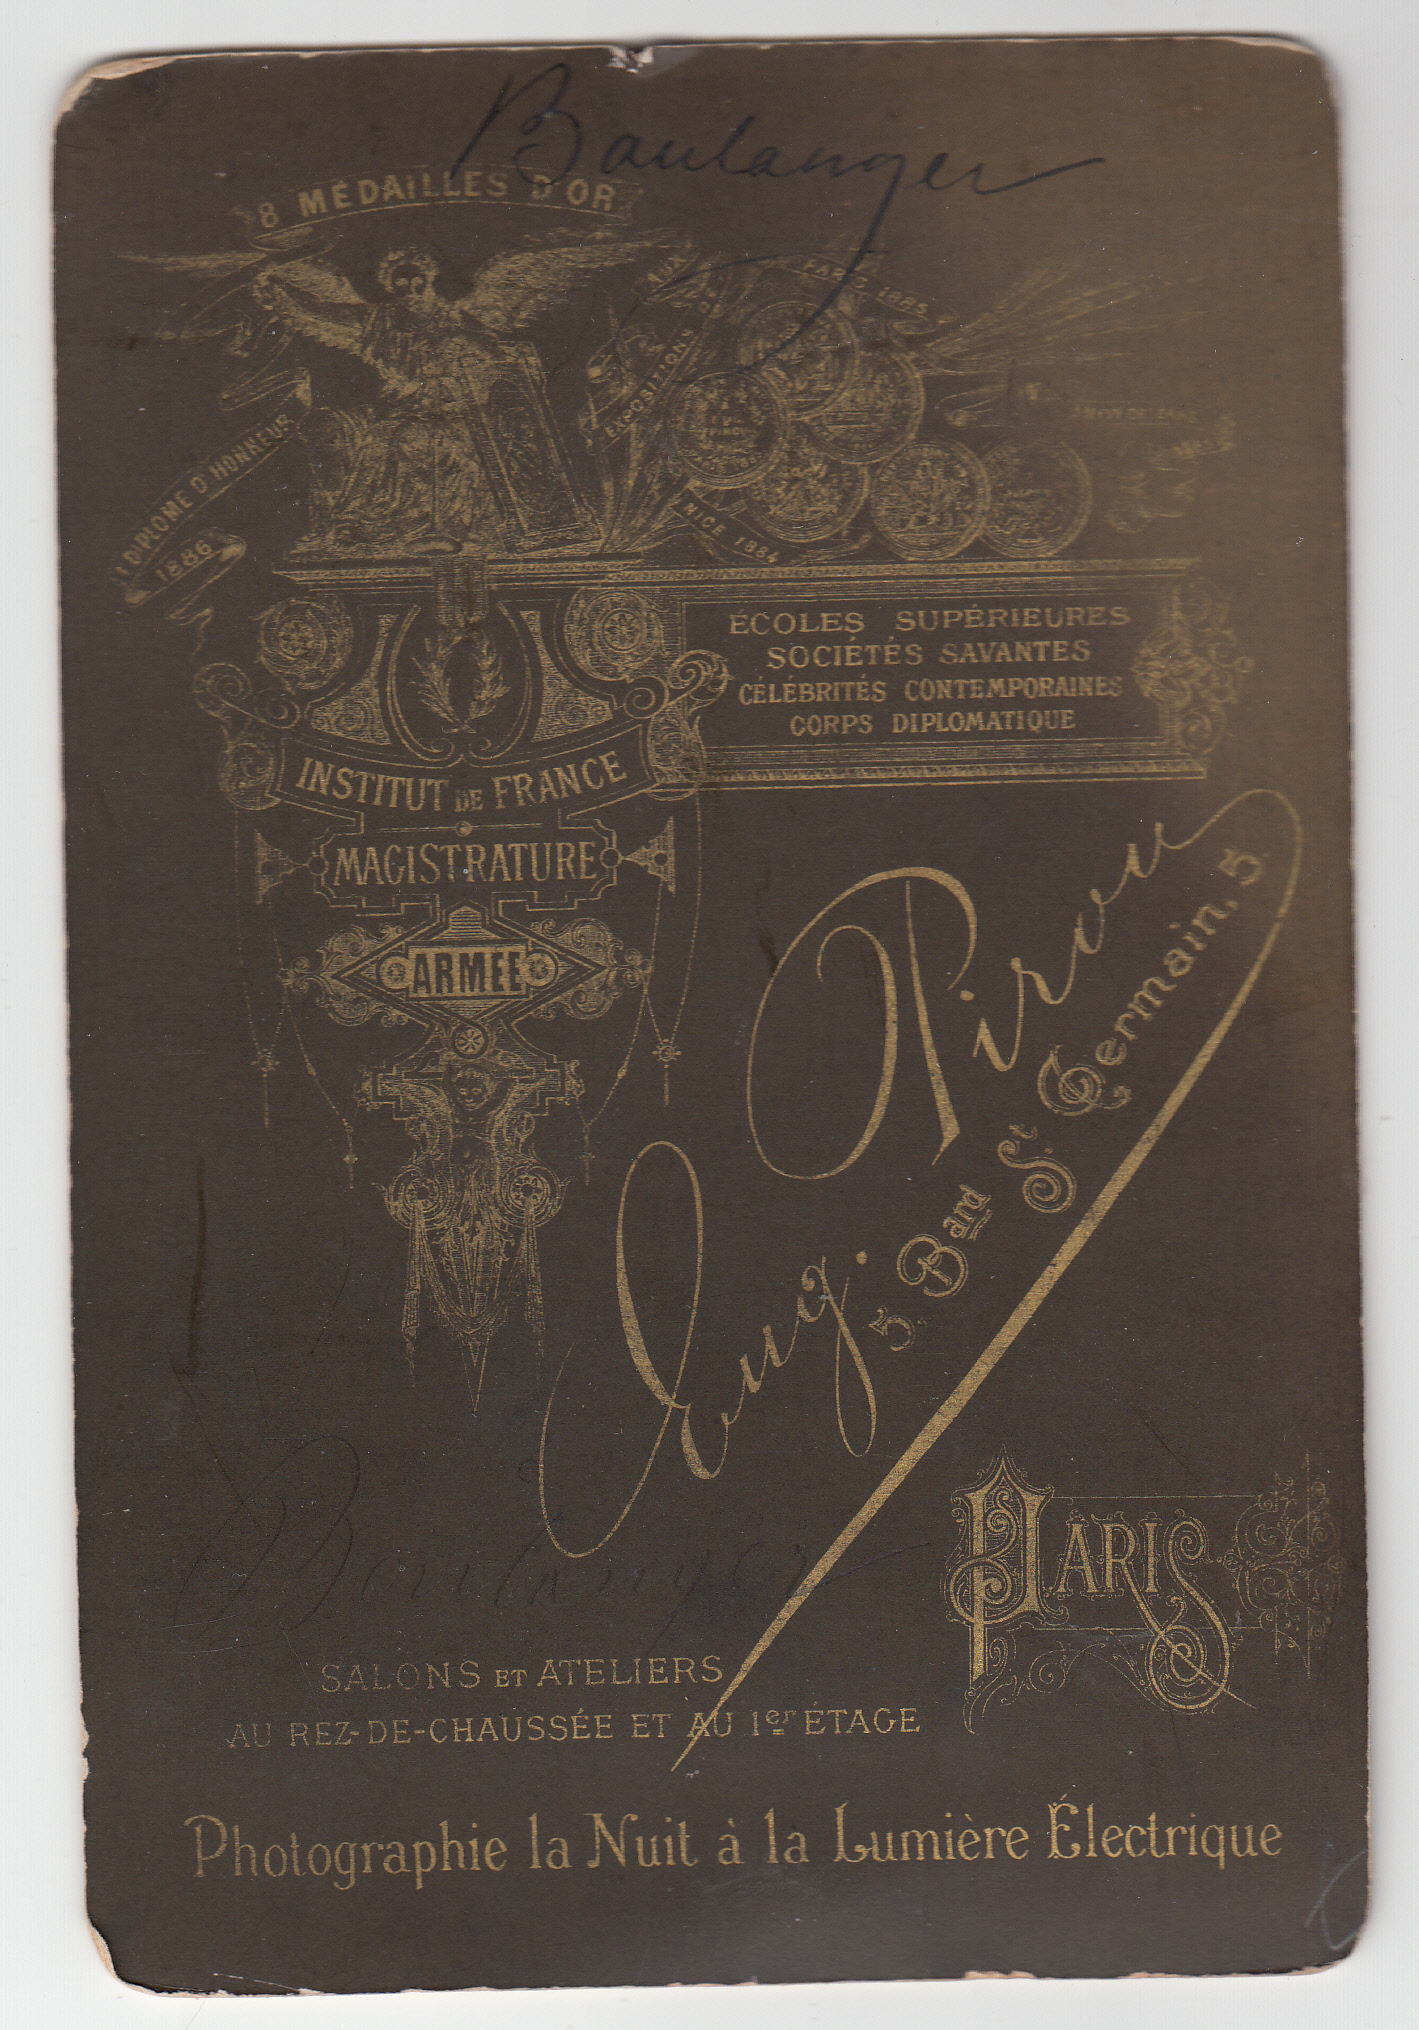 Boulanger
8 MÉDAILLES D'OR
PARIS 1885
EXPOSITIONS
DIPLOME D'HONNEUR
1886
NICE 1884
ÉCOLES SUPÉRIEURES
SOCIÉTÉS SAVANTES
CÉLÉBRITÉS CONTEMPORAINES
CORPS DIPLOMATIQUE
INSTITUT DE FRANCE
MAGISTRATURE
ARMÉE
Eug. Pirou
5, Bard St Germain, 5
PARIS
Boulanger
SALONS ET ATELIERS
AU REZ-DE-CHAUSSÉE ET AU 1er ÉTAGE
Photographie la Nuit à la Lumière Électrique